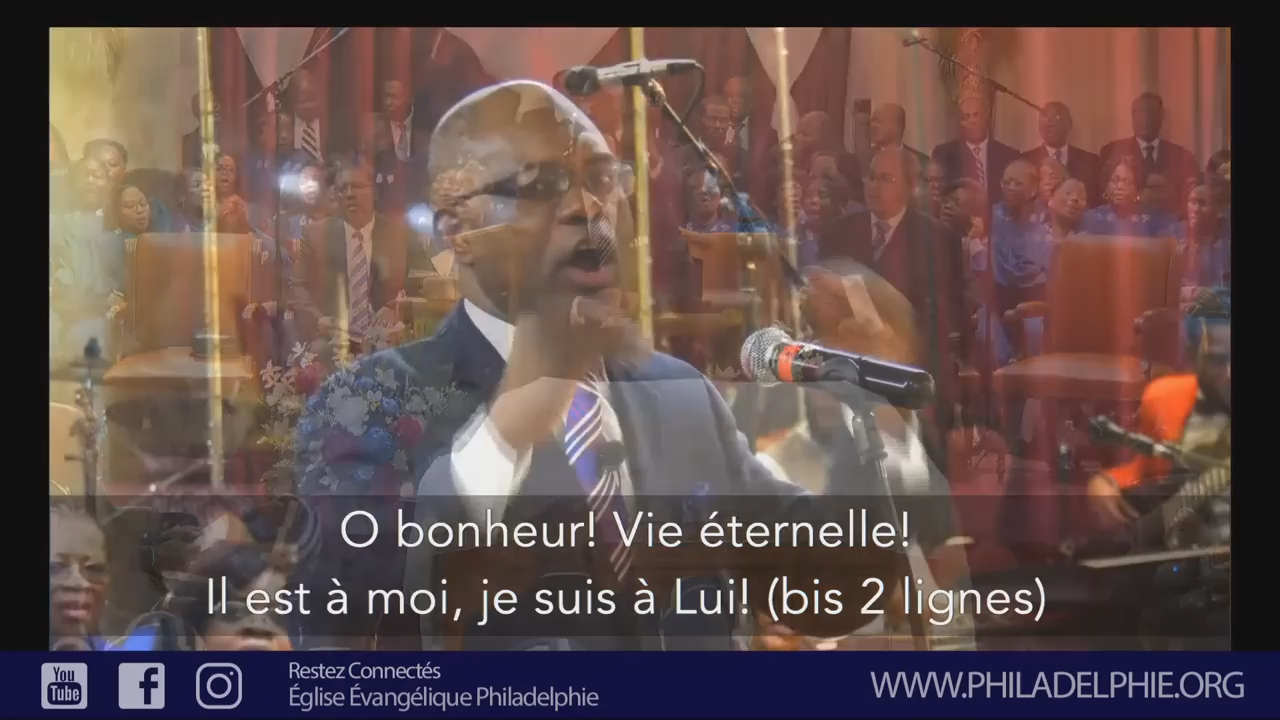 O bonheur! Vie éternelle!
Il est à moi, je suis à Lui! (bis 2 lignes)
You
Tube
Restez Connectés
Église Évangélique Philadelphie
WWW.PHILADELPHIE.ORG